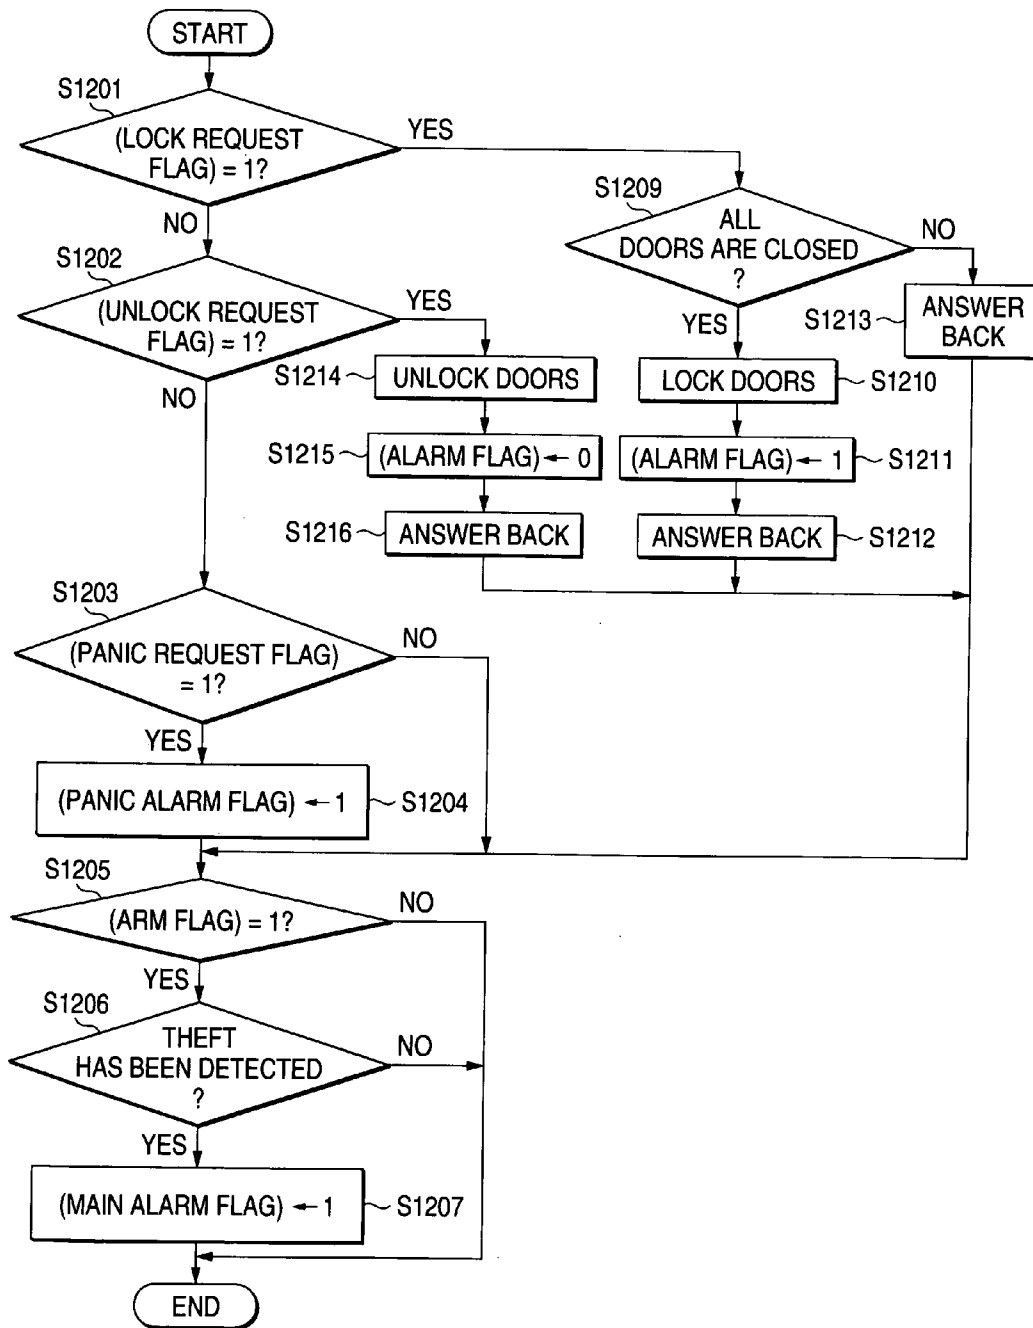 START
S1201
(LOCK REQUEST
FLAG) = 1?
YES
NO
S1209
ALL
DOORS ARE CLOSED
?
NO
YES
S1202
(UNLOCK REQUEST
FLAG) = 1?
YES
NO
S1213
ANSWER
BACK
S1214
UNLOCK DOORS
LOCK DOORS
S1210
S1215
(ALARM FLAG) ← 0
(ALARM FLAG) ← 1
S1211
S1216
ANSWER BACK
ANSWER BACK
S1212
S1203
(PANIC REQUEST FLAG)
= 1?
NO
YES
(PANIC ALARM FLAG) ← 1
S1204
S1205
(ARM FLAG) = 1?
NO
YES
S1206
THEFT
HAS BEEN DETECTED
?
NO
YES
(MAIN ALARM FLAG) ← 1
S1207
END